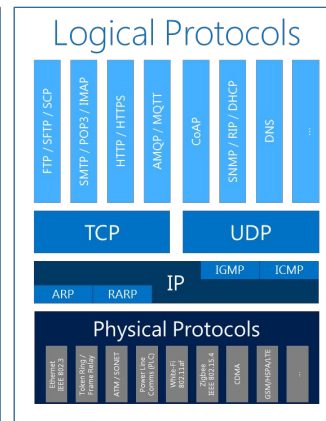 Logical Protocols
FTP / SFTP / SCP
SMTP / POP3 / IMAP
HTTP / HTTPS
AMQP / MQTT
CoAP
SNMP / RIP / DHCP
DNS
...
TCP
UDP
IP
IGMP
ICMP
ARP
RARP
Physical Protocols
Ethernet
IEEE 802.3
Token Ring /
Frame Relay
ATM / SONET
Power Line
Comms (PLC)
White-Fi
802.11af
Zigbee
IEEE 802.15.4
CDMA
GSM/HSPA/LTE
...